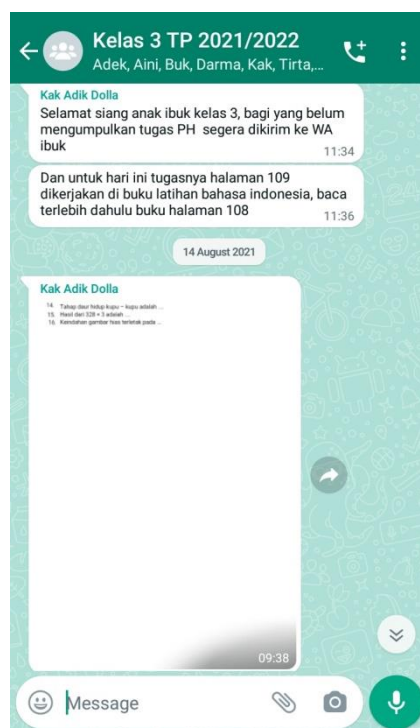 Kelas 3 TP 2021/2022
Adek, Aini, Buk, Darma, Kak, Tirta,...
Kak Adik Dolla
Selamat siang anak ibuk kelas 3, bagi yang belum
mengumpulkan tugas PH segera dikirim ke WA
ibuk
11:34
Dan untuk hari ini tugasnya halaman 109
dikerjakan di buku latihan bahasa indonesia, baca
terlebih dahulu buku halaman 108
11:36
14 August 2021
Kak Adik Dolla
14. Tahap daur hidup kupu – kupu adalah ...
15. Hasil dari 328 × 3 adalah ...
16. Keindahan gambar hias terletak pada ...
09:38
Message